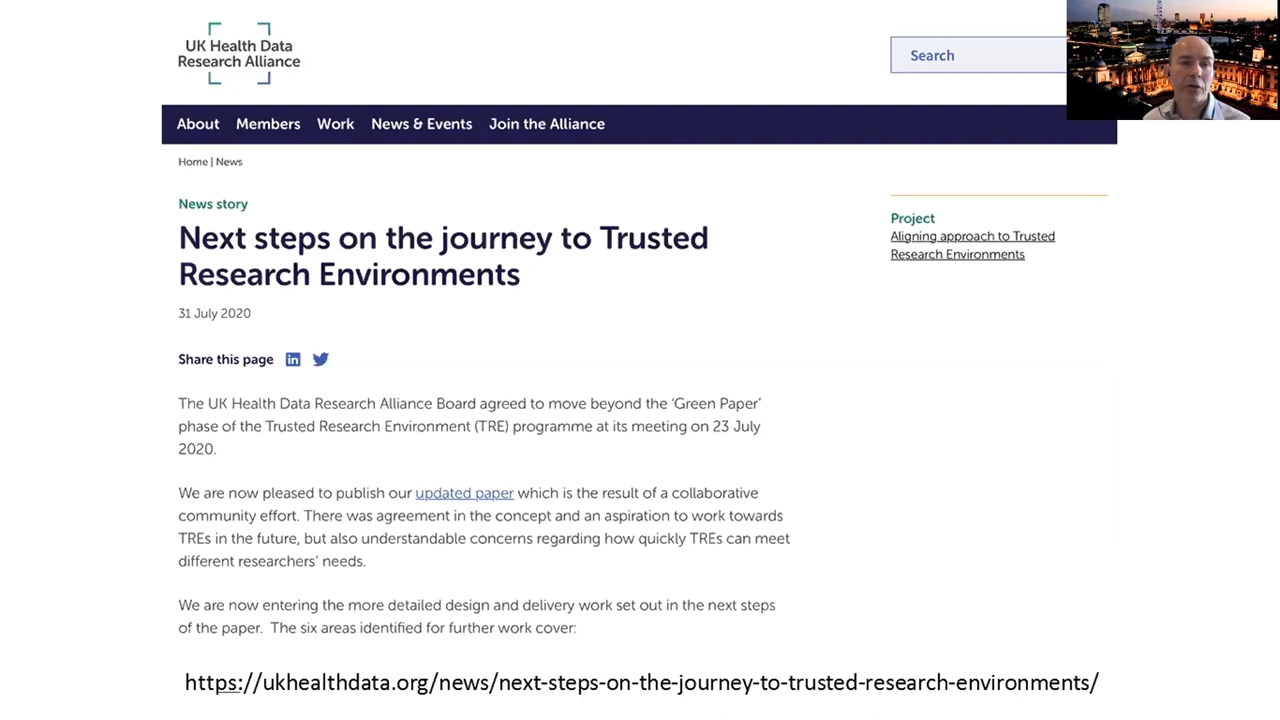 UK Health Data
Research Alliance
Search
About Members Work News & Events Join the Alliance
Home | News
News story
Next steps on the journey to Trusted
Research Environments
31 July 2020
Share this page in
Project
Aligning approach to Trusted
Research Environments
The UK Health Data Research Alliance Board agreed to move beyond the ‘Green Paper’
phase of the Trusted Research Environment (TRE) programme at its meeting on 23 July
2020.
We are now pleased to publish our updated paper which is the result of a collaborative
community effort. There was agreement in the concept and an aspiration to work towards
TREs in the future, but also understandable concerns regarding how quickly TREs can meet
different researchers’ needs.
We are now entering the more detailed design and delivery work set out in the next steps
of the paper. The six areas identified for further work cover:
https://ukhealthdata.org/news/next-steps-on-the-journey-to-trusted-research-environments/